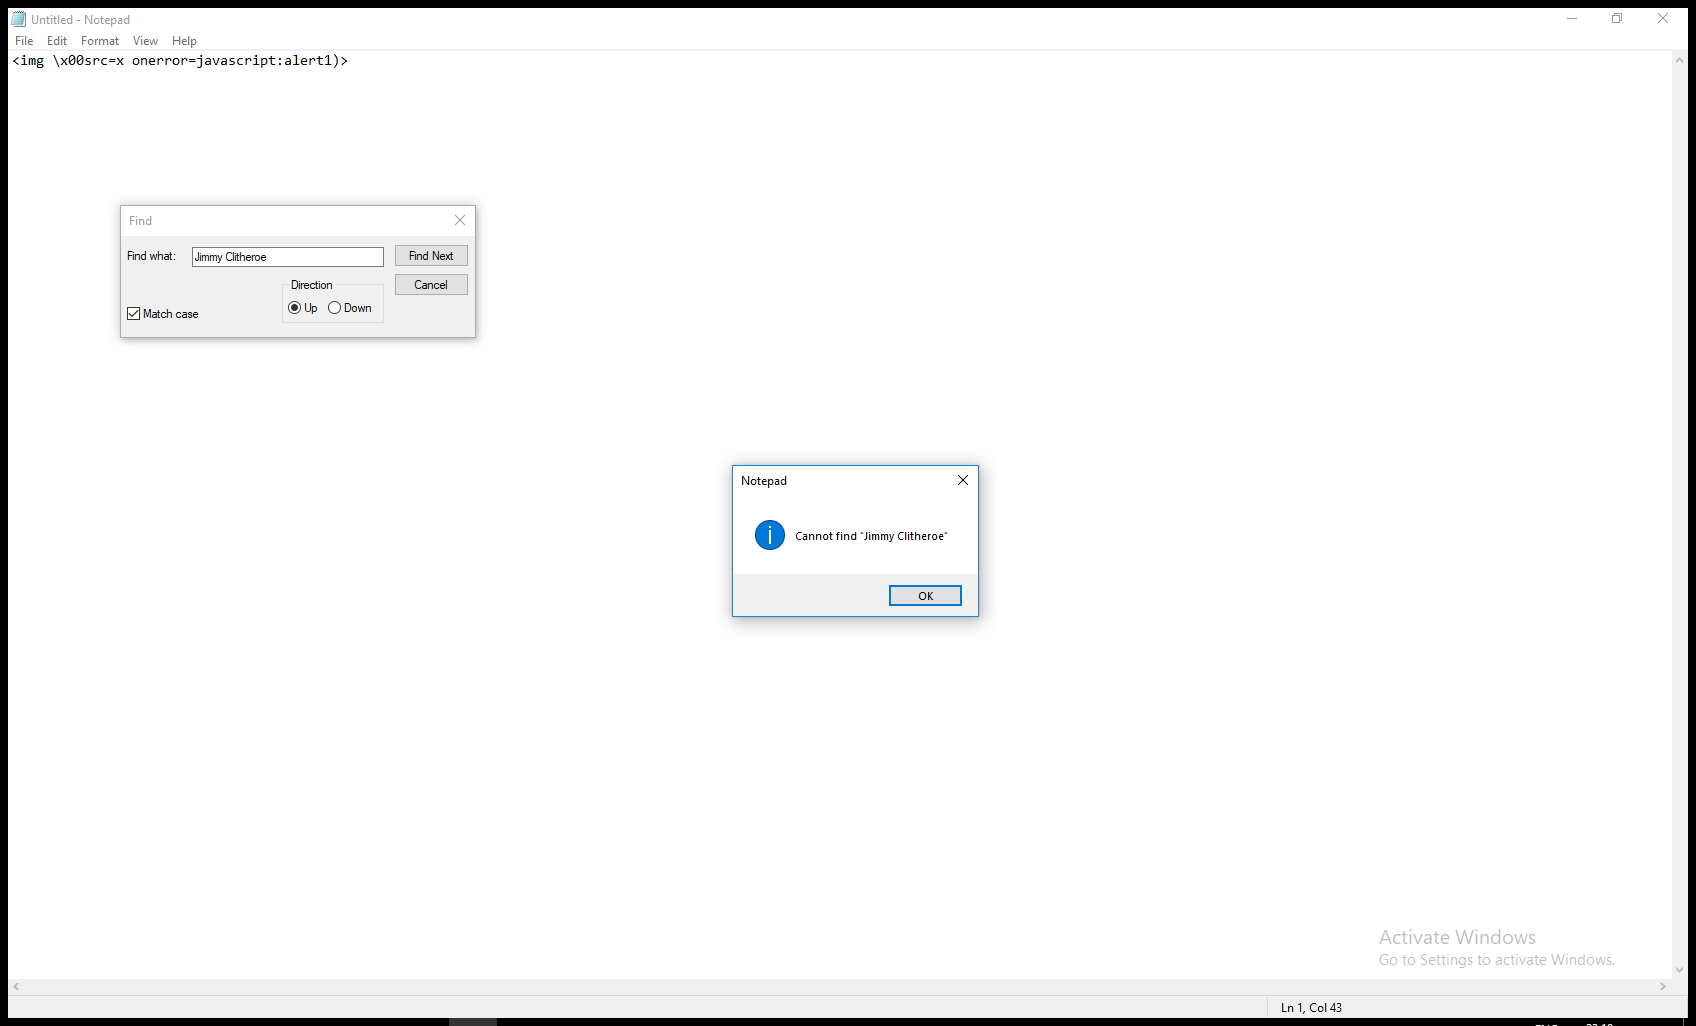 Untitled - Notepad
File Edit Format View Help
<img \x00src=x onerror=javascript:alert1)>
Find
Find what: Jimmy Clitheroe Find Next
Direction Cancel
Up Down
Match case
Notepad
Cannot find "Jimmy Clitheroe"
OK
Activate Windows
Go to Settings to activate Windows.
Ln 1, Col 43